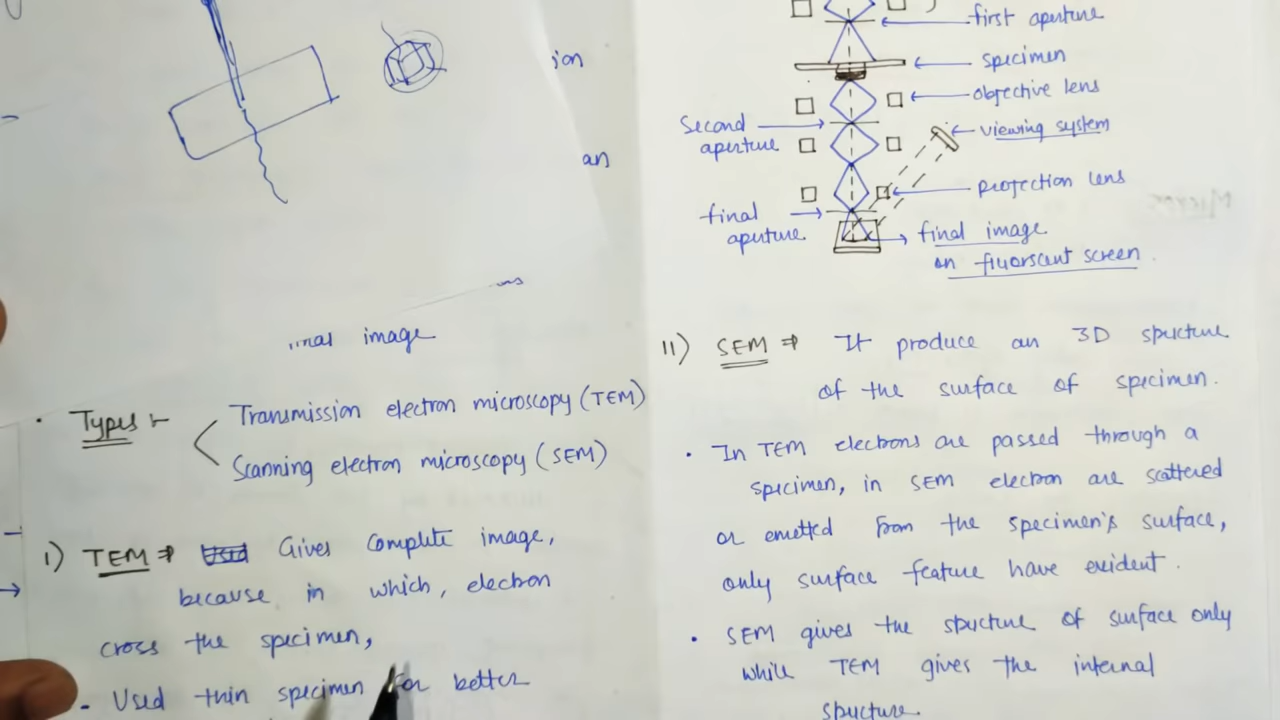 ion
an
image
Types
Transmission electron microscopy (TEM)
Scanning electron microscopy (SEM)
1) TEM ⇒ Gives complete image,
because in which, electron
cross the specimen,
• Used thin specimen for better
first aperture
specimen
objective lens
Second
aperture
viewing system
projection lens
final
aperture
final image
on fluorscent screen
11) SEM ⇒ It produce an 3D structure
of the surface of specimen.
• In TEM electrons are passed through a
specimen, in SEM electron are scattered
or emetted from the specimen's surface,
only surface feature have evident.
• SEM gives the structure of surface only
while TEM gives the internal
structure.